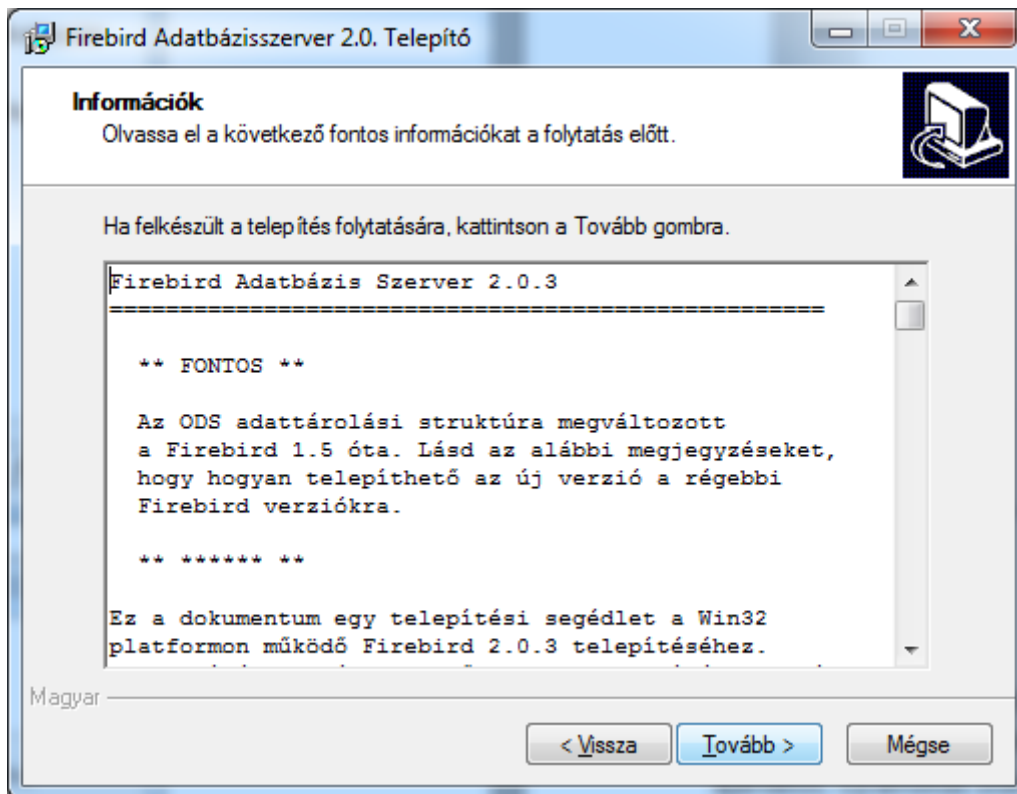 Firebird Adatbázisszerver 2.0. Telepítő
Információk
Olvassa el a következő fontos információkat a folytatás előtt.
Ha felkészült a telepítés folytatására, kattintson a Tovább gombra.
Firebird Adatbázis Szerver 2.0.3
===================================================
** FONTOS **
Az ODS adattárolási struktúra megváltozott
a Firebird 1.5 óta. Lásd az alábbi megjegyzéseket,
hogy hogyan telepíthető az új verzió a régebbi
Firebird verziókra.
** ****** **
Ez a dokumentum egy telepítési segédlet a Win32
platformon működő Firebird 2.0.3 telepítéséhez.
Magyar
< Vissza
Tovább >
Mégse